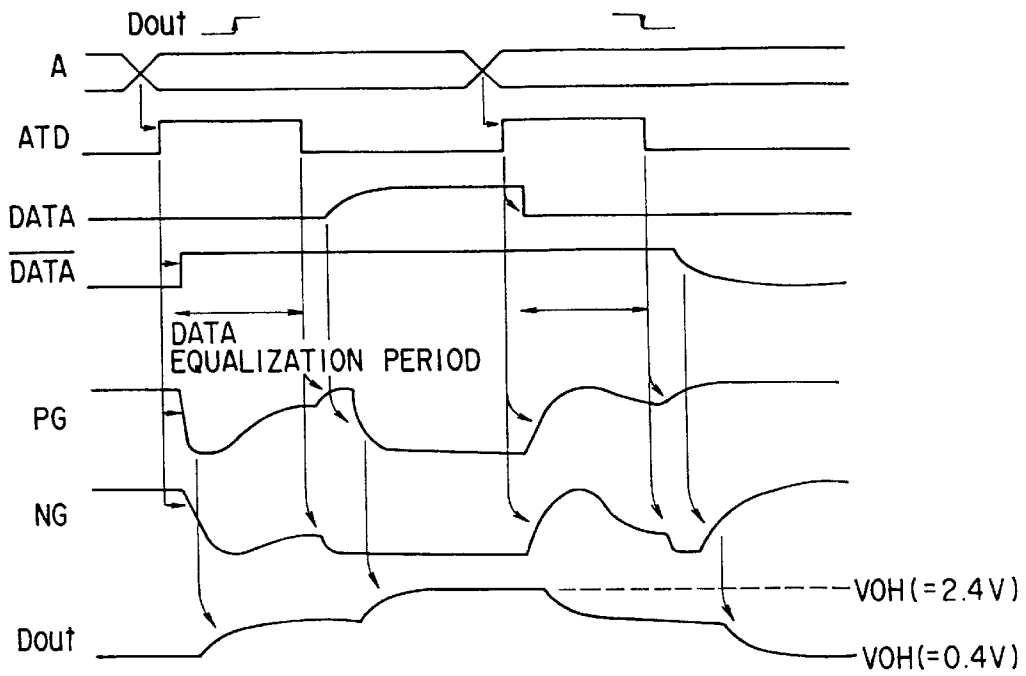 Dout
A
ATD
DATA
DATA
DATA
EQUALIZATION PERIOD
PG
NG
VOH(=2.4V)
Dout
VOH(=0.4V)